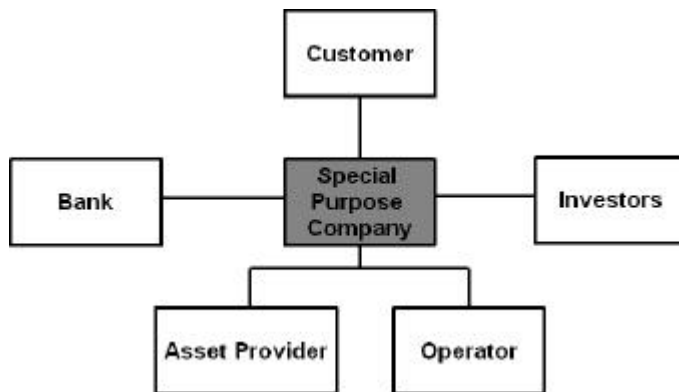 Customer
Bank
Special
Purpose
Company
Investors
Asset Provider
Operator